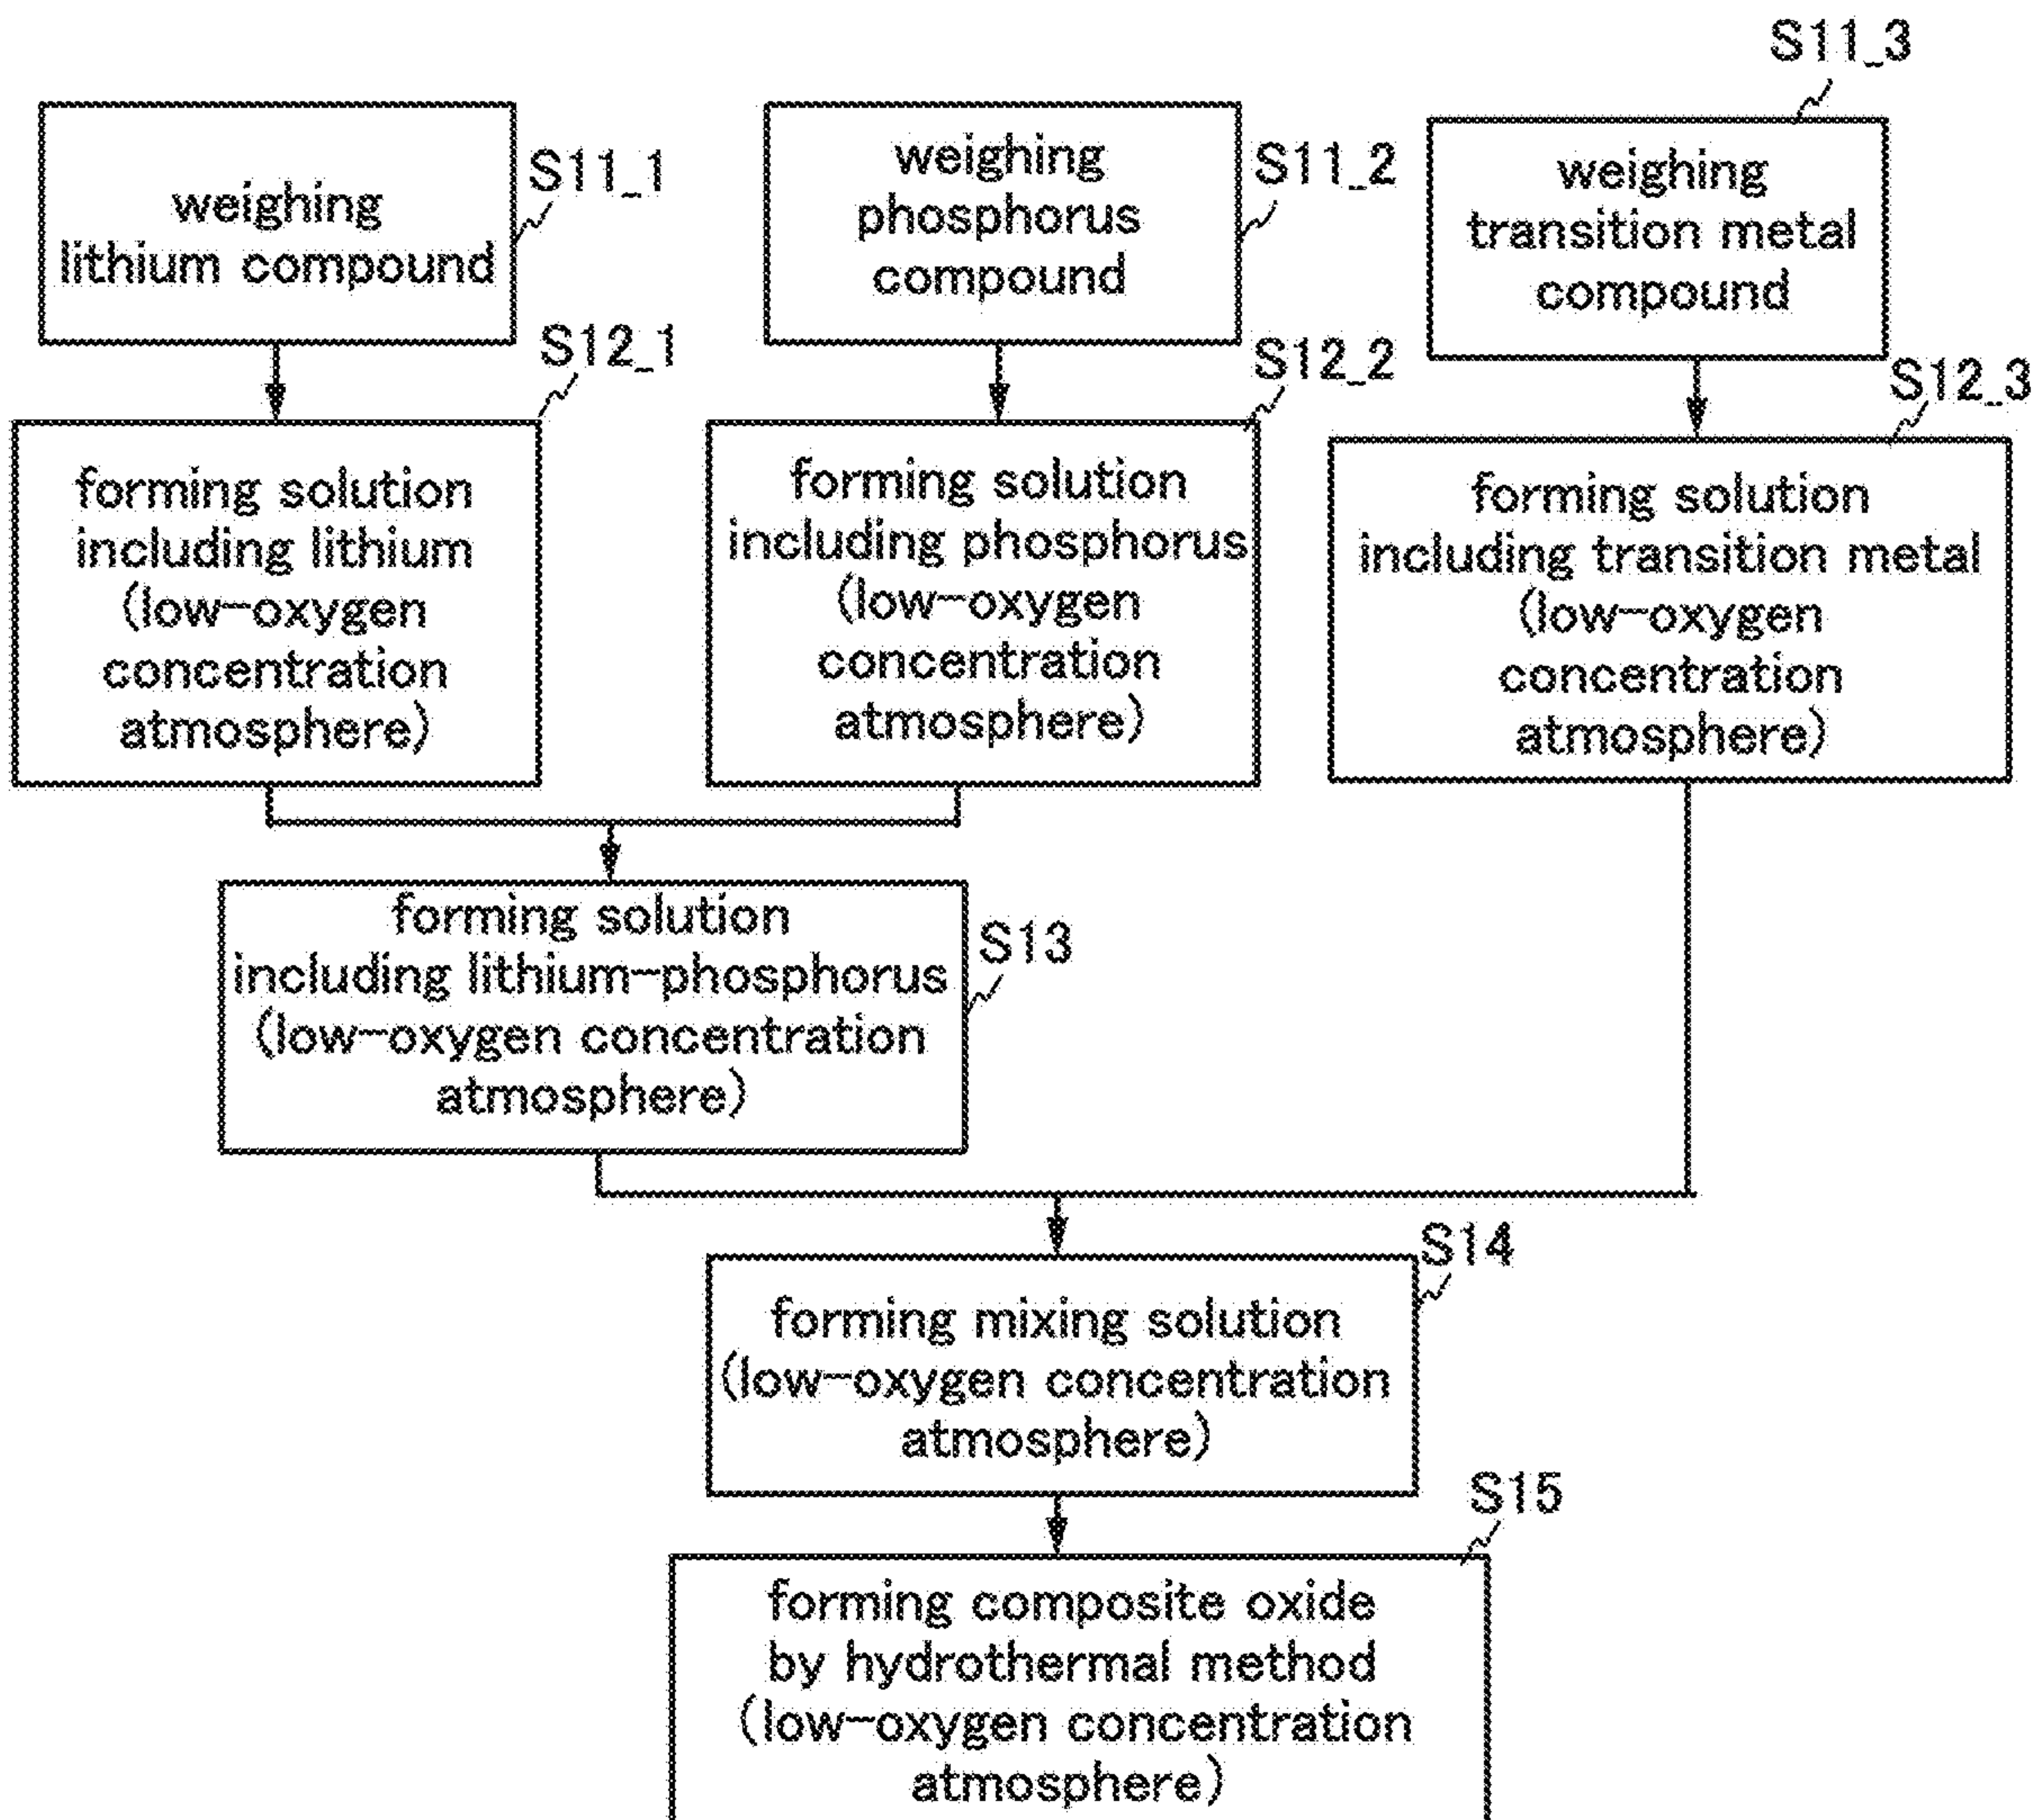 S11_1
weighing
lithium compound
S11_2
weighing
phosphorus
compound
S11_3
weighing
transition metal
compound
S12_1
forming solution
including lithium
(low-oxygen
concentration
atmosphere)
S12_2
forming solution
including phosphorus
(low-oxygen
concentration
atmosphere)
S12_3
forming solution
including transition metal
(low-oxygen
concentration
atmosphere)
S13
forming solution
including lithium-phosphorus
(low-oxygen concentration
atmosphere)
S14
forming mixing solution
(low-oxygen concentration
atmosphere)
S15
forming composite oxide
by hydrothermal method
(low-oxygen concentration
atmosphere)